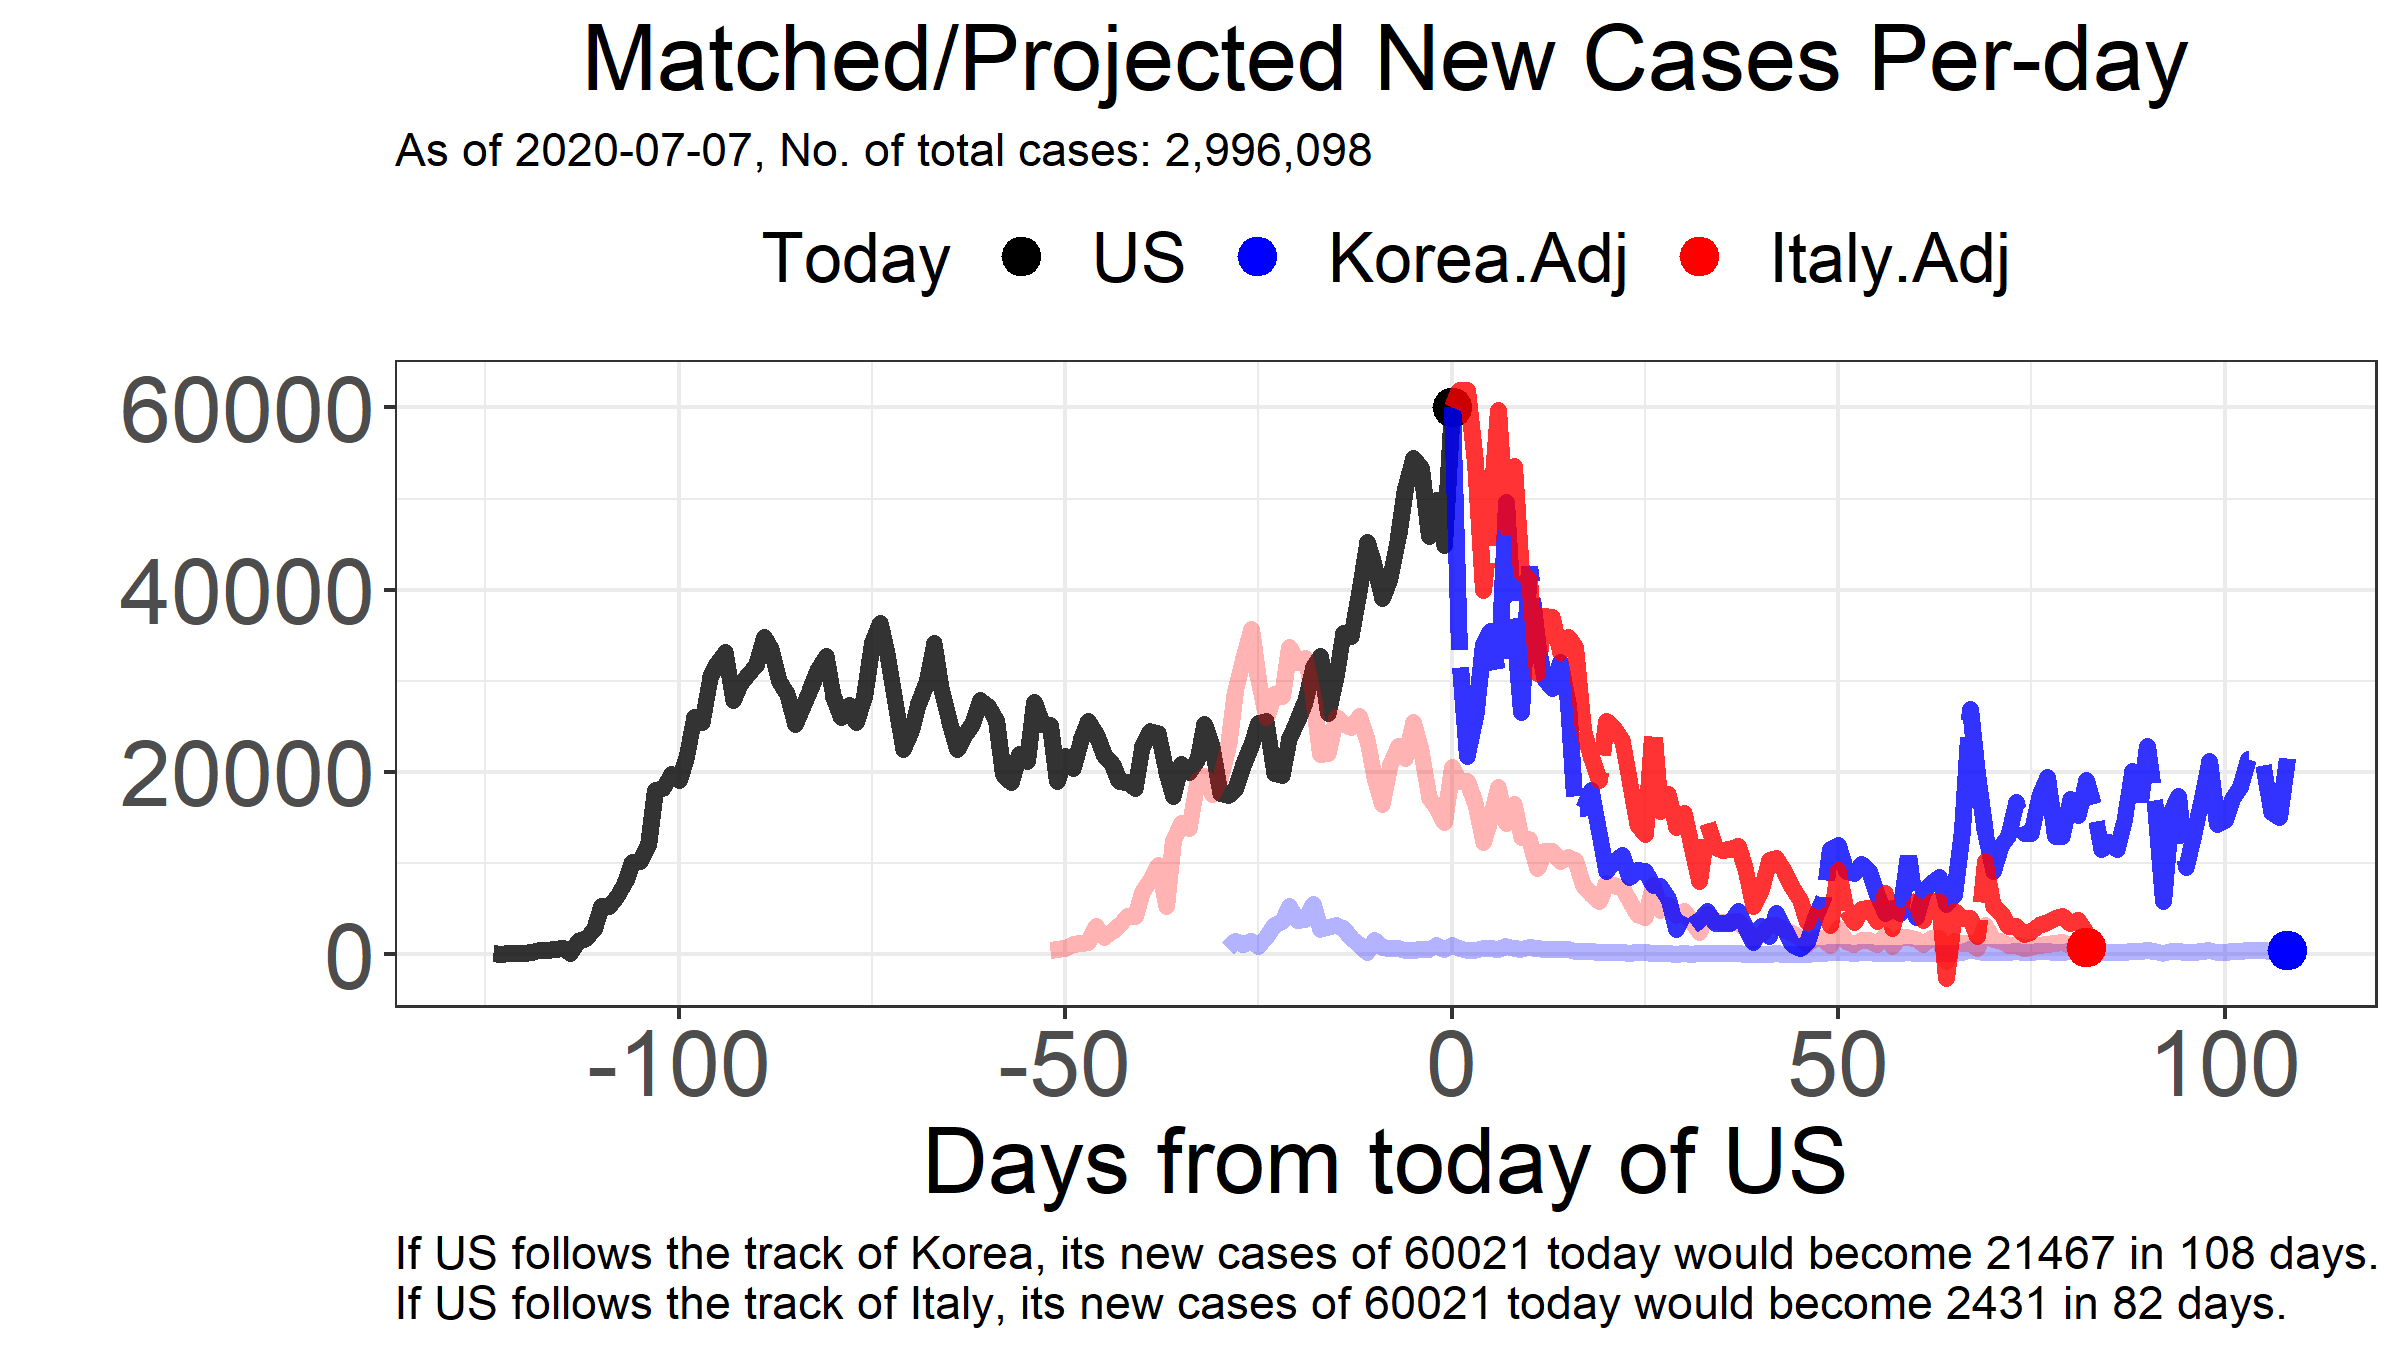 Matched/Projected New Cases Per-day
As of 2020-07-07, No. of total cases: 2,996,098
Today US Korea.Adj Italy.Adj
60000
40000
20000
0
-100 -50 0 50 100
Days from today of US
If US follows the track of Korea, its new cases of 60021 today would become 21467 in 108 days.
If US follows the track of Italy, its new cases of 60021 today would become 2431 in 82 days.